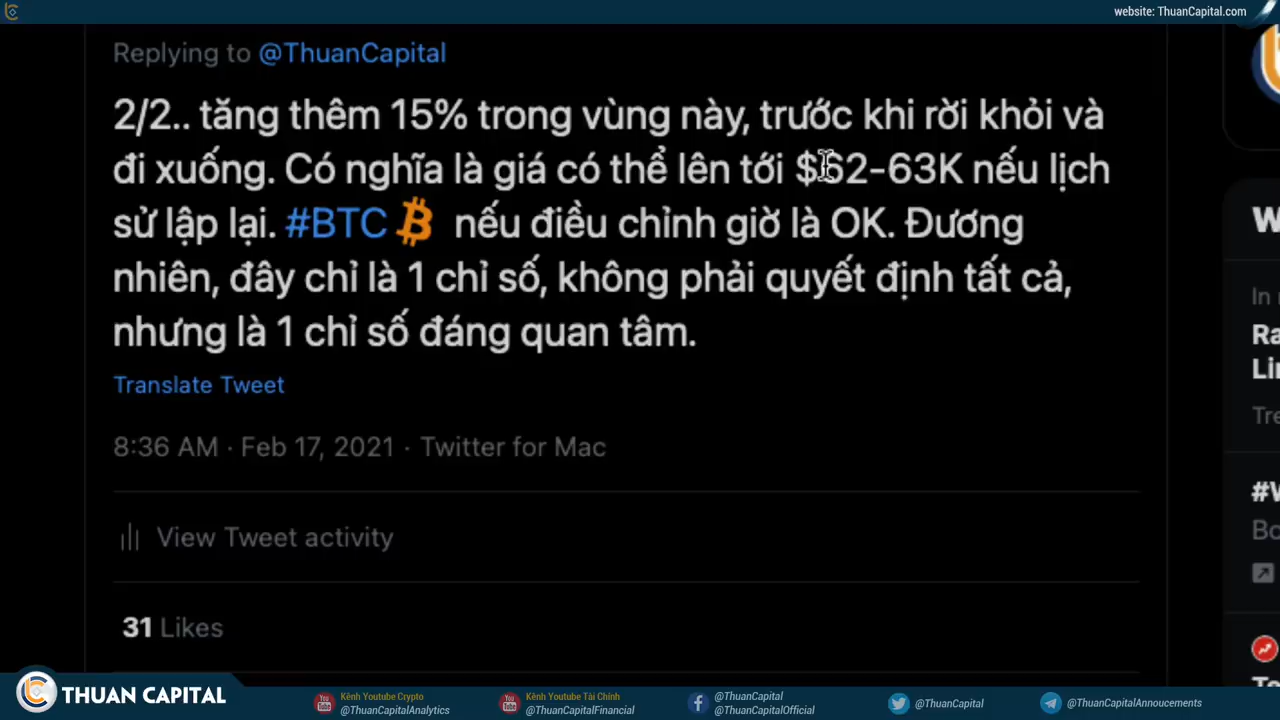 website: ThuanCapital.com
Replying to @ThuanCapital
2/2.. tăng thêm 15% trong vùng này, trước khi rời khỏi và
đi xuống. Có nghĩa là giá có thể lên tới $62-63K nếu lịch
sử lập lại. #BTC nếu điều chỉnh giờ là OK. Đương
nhiên, đây chỉ là 1 chỉ số, không phải quyết định tất cả,
nhưng là 1 chỉ số đáng quan tâm.
Translate Tweet
8:36 AM · Feb 17, 2021 · Twitter for Mac
View Tweet activity
31 Likes
THUAN CAPITAL
Kênh Youtube Crypto
@ThuanCapitalAnalytics
Kênh Youtube Tài Chính
@ThuanCapitalFinancial
@ThuanCapital
@ThuanCapitalOfficial
@ThuanCapital
@ThuanCapitalAnnoucements